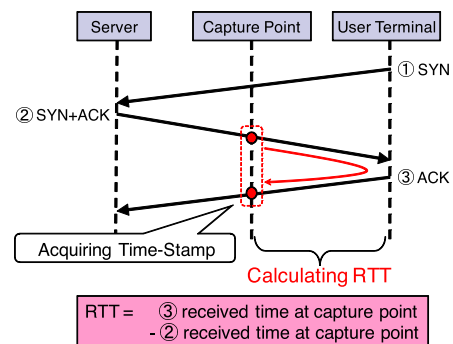 Server
Capture Point
User Terminal
① SYN
② SYN+ACK
③ ACK
Acquiring Time-Stamp
Calculating RTT
RTT = ③ received time at capture point
- ② received time at capture point